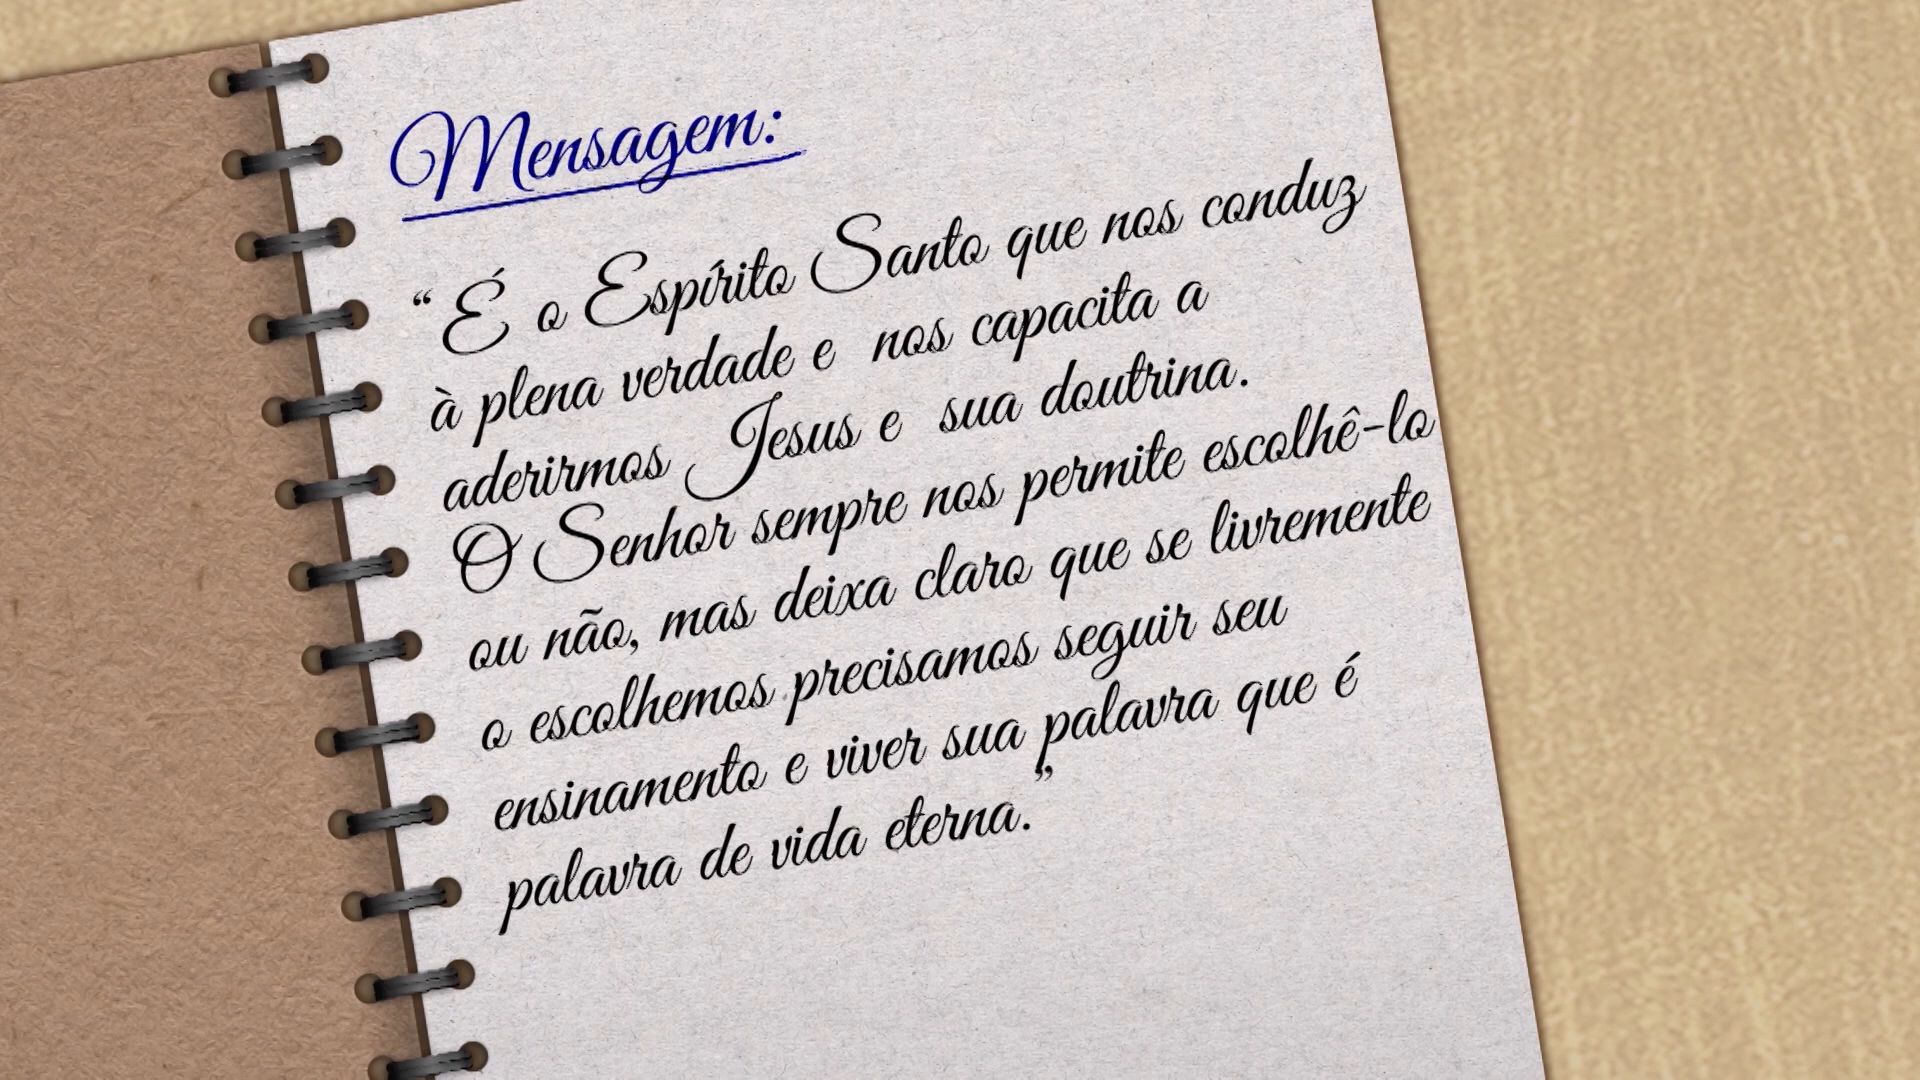 Mensagem:
“ É o Espírito Santo que nos conduz
à plena verdade e nos capacita a
aderirmos Jesus e sua doutrina.
O Senhor sempre nos permite escolhê-lo
ou não, mas deixa claro que se livremente
o escolhemos precisamos seguir seu
ensinamento e viver sua palavra que é
palavra de vida eterna.”